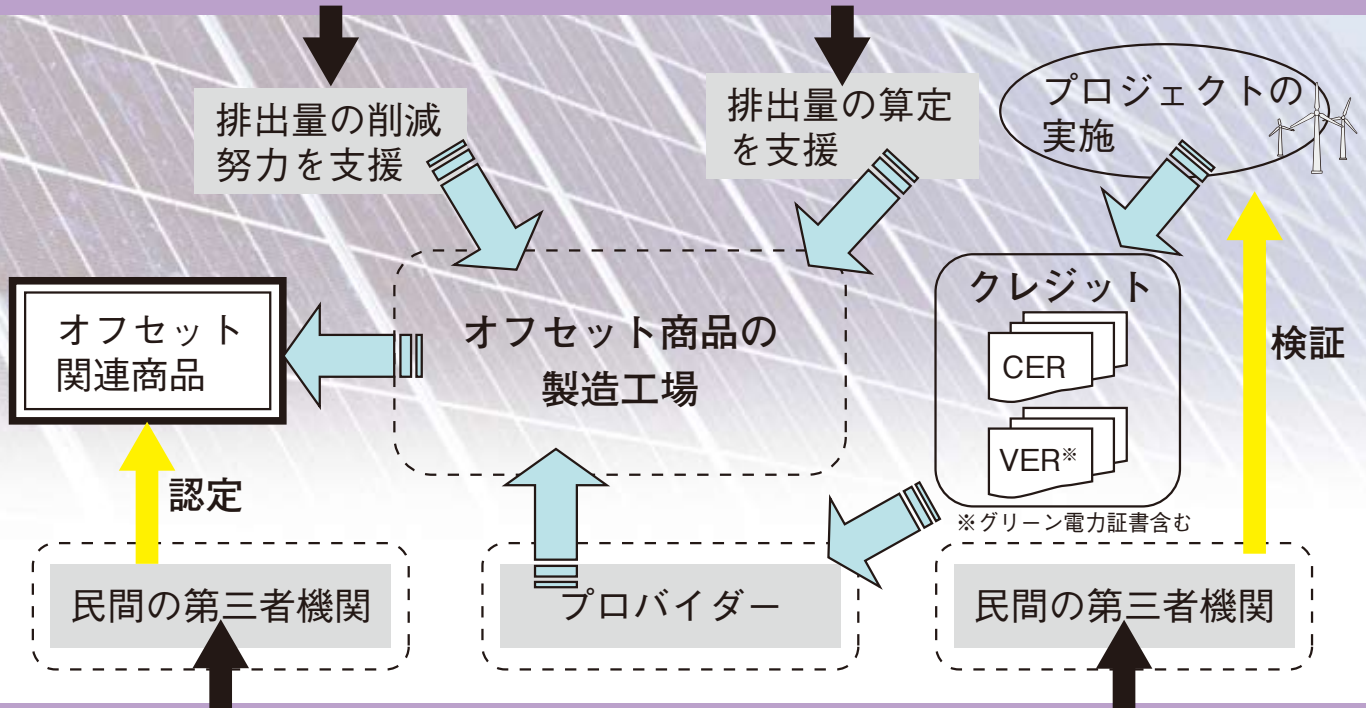 排出量の削減
努力を支援
排出量の算定
を支援
プロジェクトの
実施
オフセット
関連商品
オフセット商品の
製造工場
クレジット
CER
VER※
※グリーン電力証書含む
検証
認定
民間の第三者機関
プロバイダー
民間の第三者機関